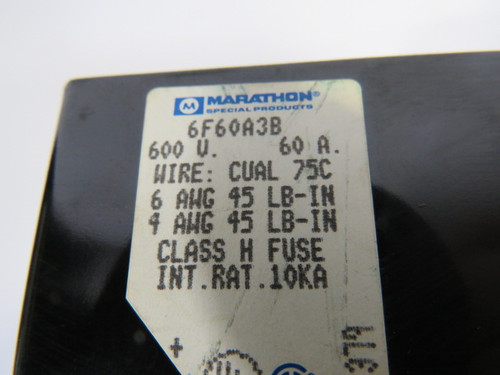 M MARATHON®
SPECIAL PRODUCTS
6F60A3B
600 V. 60 A.
WIRE: CUAL 75C
6 AWG 45 LB-IN
4 AWG 45 LB-IN
CLASS H FUSE
INT.RAT.10KA
+